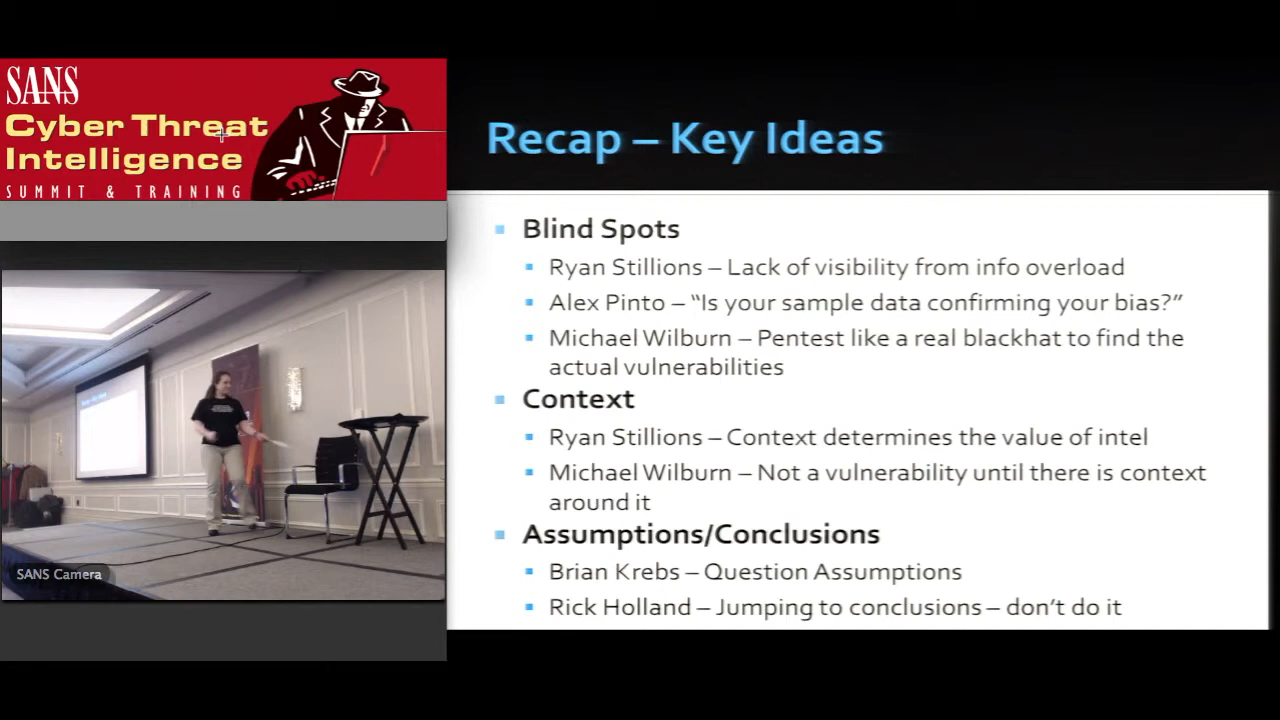 SANS
Cyber Threat
Intelligence
SUMMIT & TRAINING
SANS Camera
Recap – Key Ideas
Blind Spots
Ryan Stillions – Lack of visibility from info overload
Alex Pinto – “Is your sample data confirming your bias?”
Michael Wilburn – Pentest like a real blackhat to find the
actual vulnerabilities
Context
Ryan Stillions – Context determines the value of intel
Michael Wilburn – Not a vulnerability until there is context
around it
Assumptions/Conclusions
Brian Krebs – Question Assumptions
Rick Holland – Jumping to conclusions – don’t do it